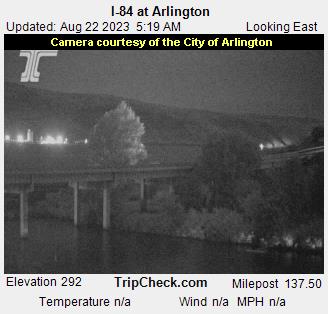 I-84 at Arlington
Updated: Aug 22 2023 5:19 AM Looking East
Camera courtesy of the City of Arlington
Elevation 292 TripCheck.com Milepost 137.50
Temperature n/a Wind n/a MPH n/a